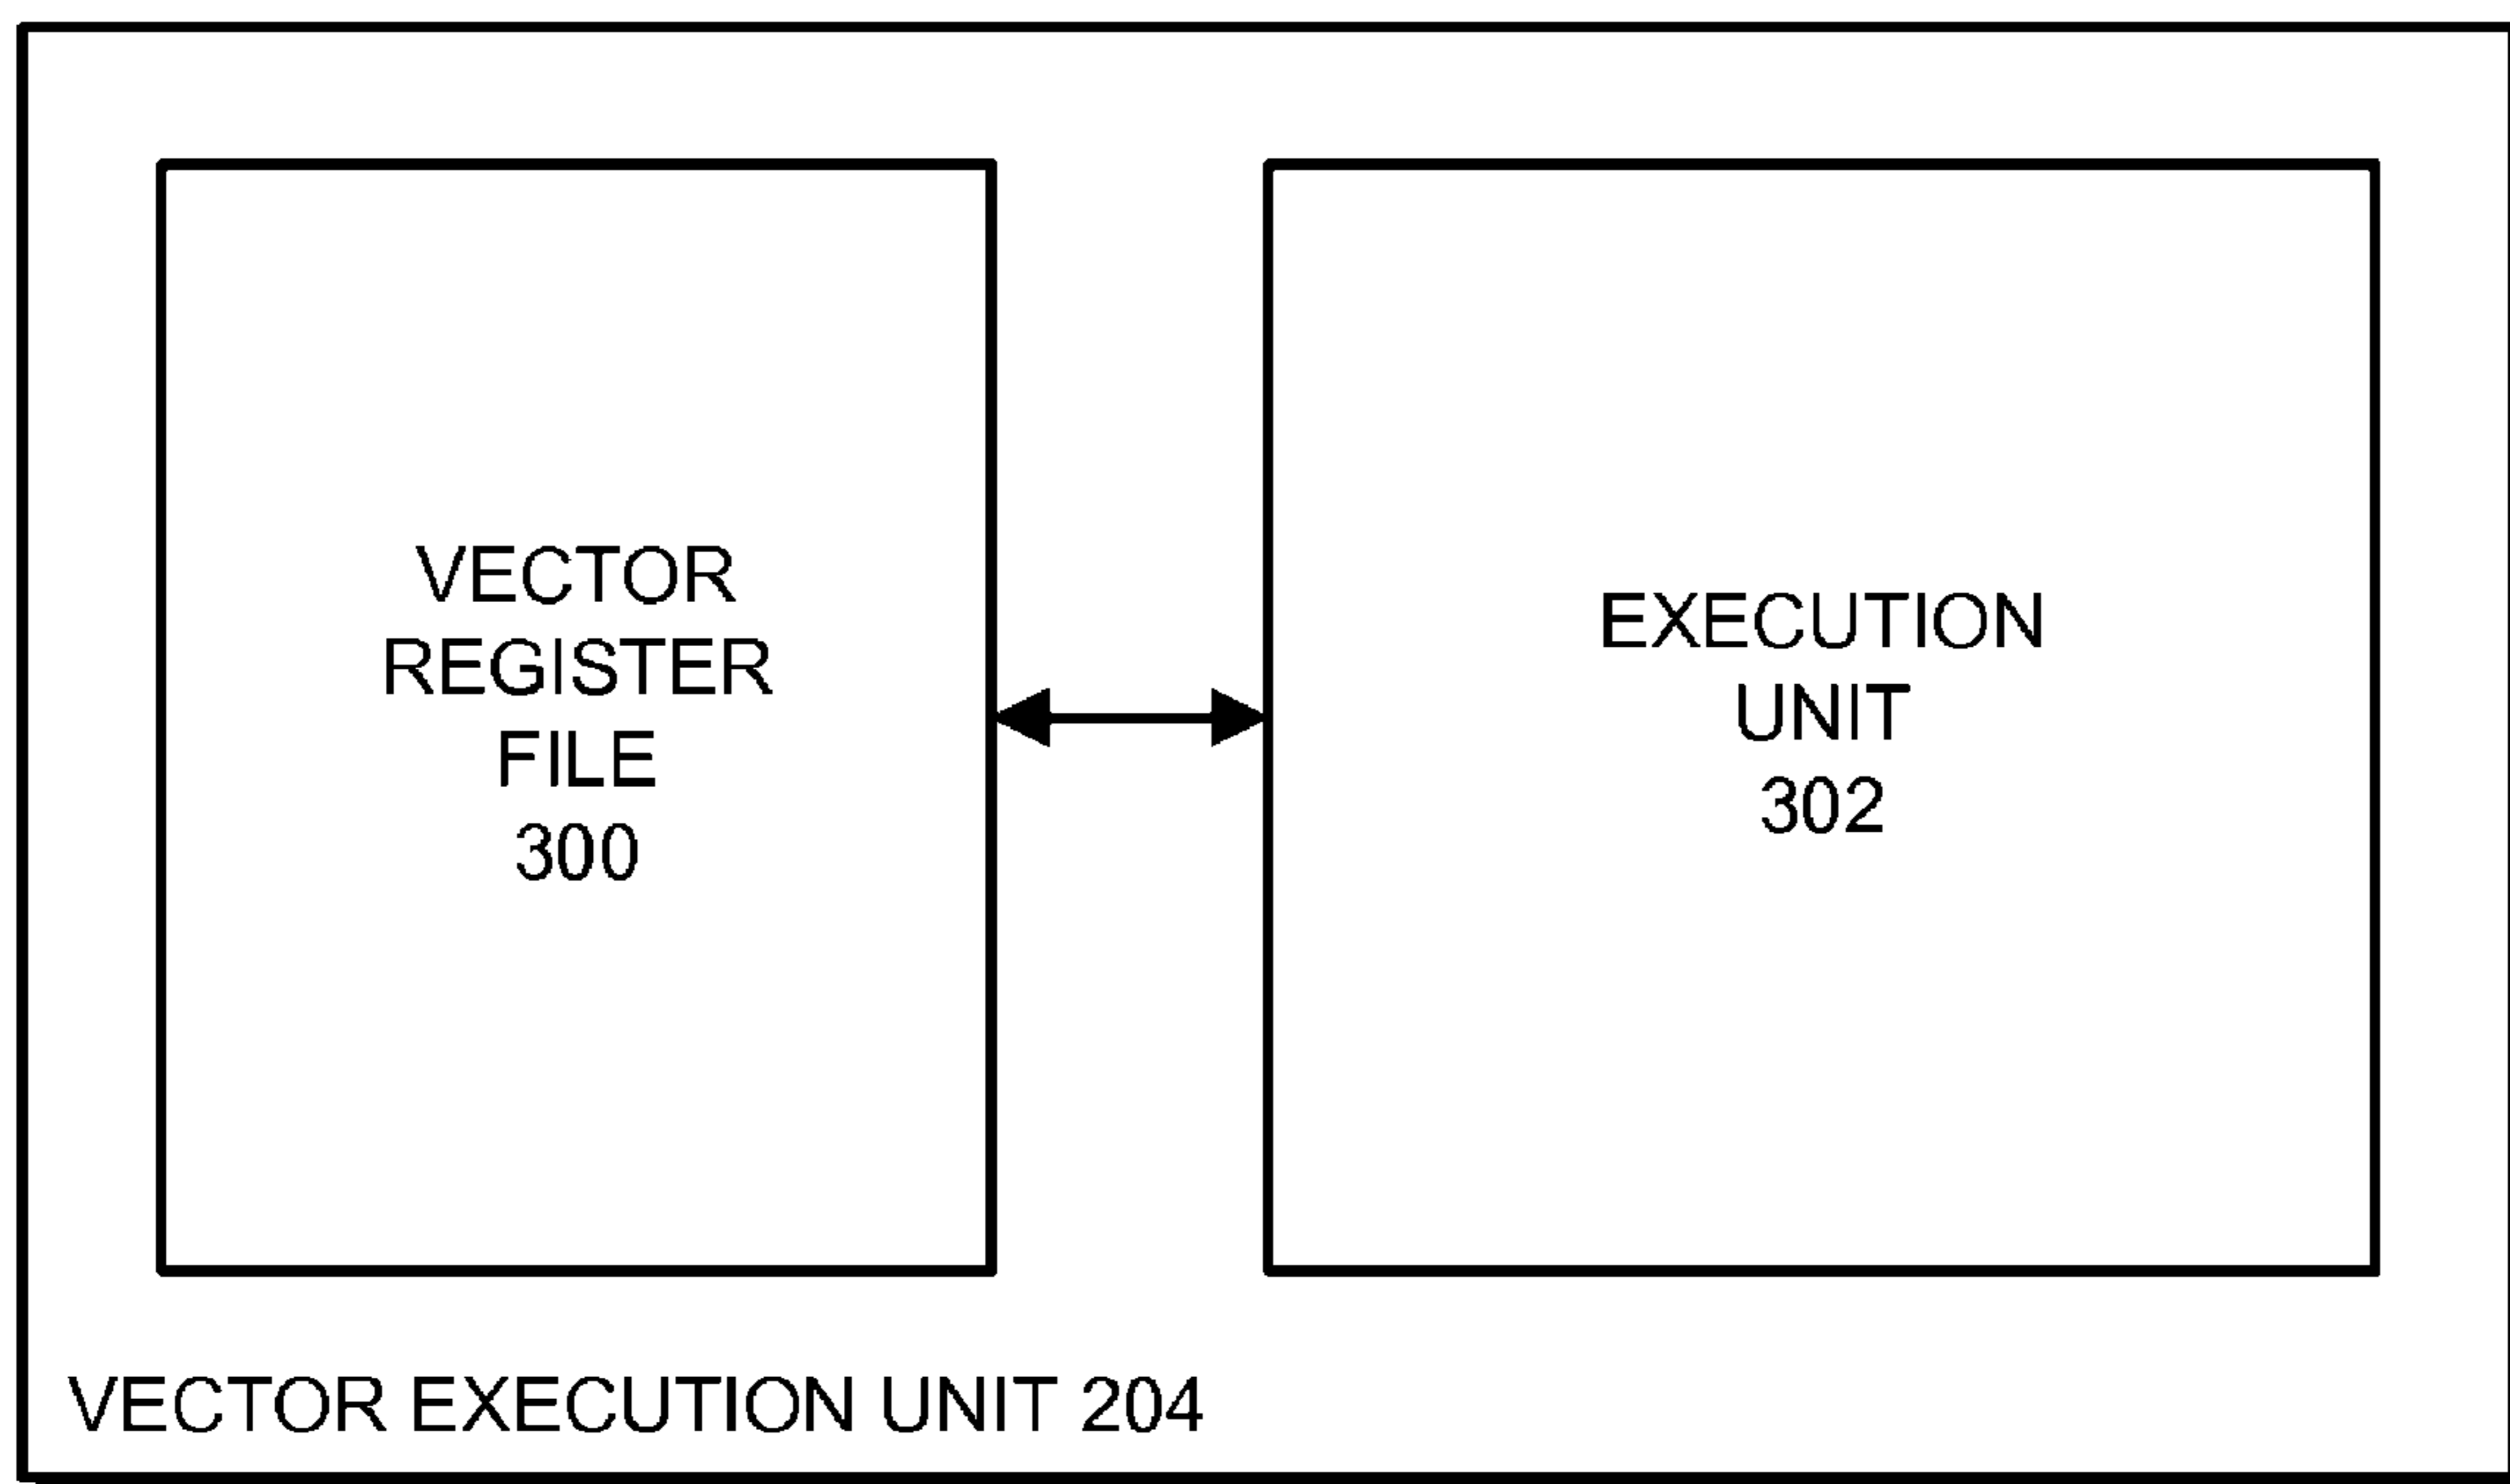 VECTOR
REGISTER
FILE
300
EXECUTION
UNIT
302
VECTOR EXECUTION UNIT 204